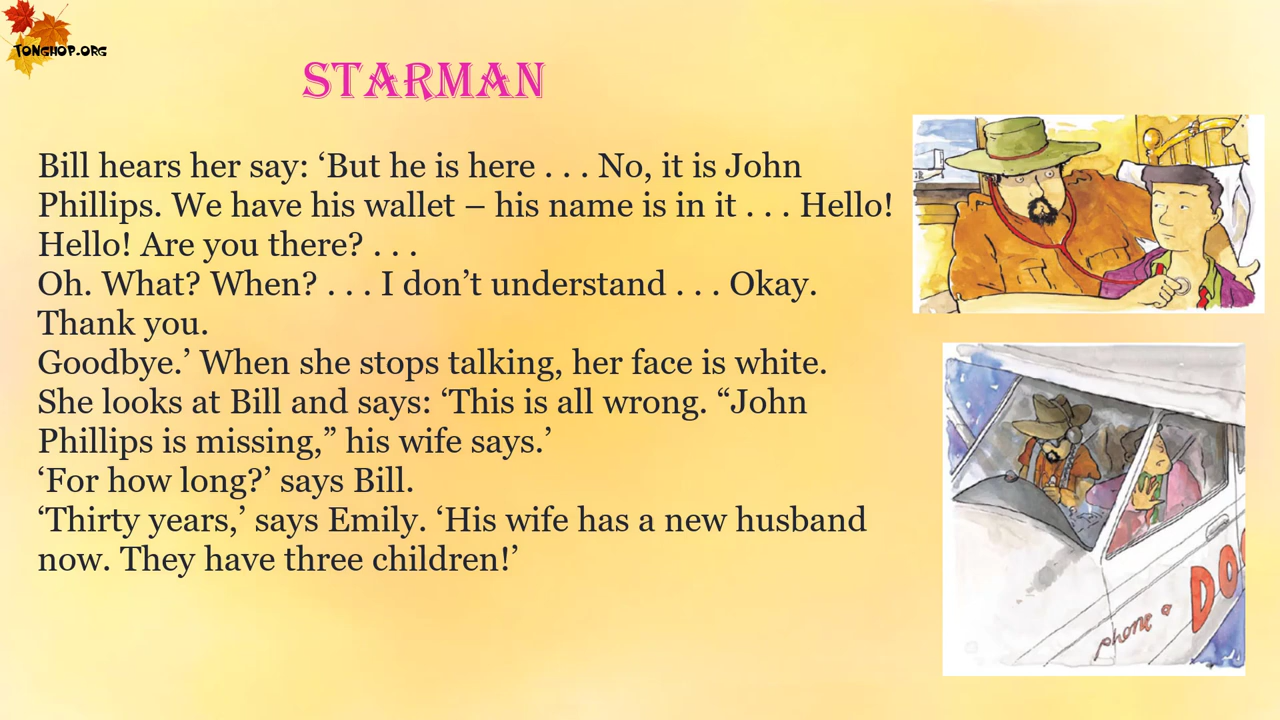 TONGHOP.ORG
STARMAN
Bill hears her say: ‘But he is here . . . No, it is John
Phillips. We have his wallet – his name is in it . . . Hello!
Hello! Are you there? . . .
Oh. What? When? . . . I don’t understand . . . Okay.
Thank you.
Goodbye.’ When she stops talking, her face is white.
She looks at Bill and says: ‘This is all wrong. “John
Phillips is missing,” his wife says.’
‘For how long?’ says Bill.
‘Thirty years,’ says Emily. ‘His wife has a new husband
now. They have three children!’
phone a
DO